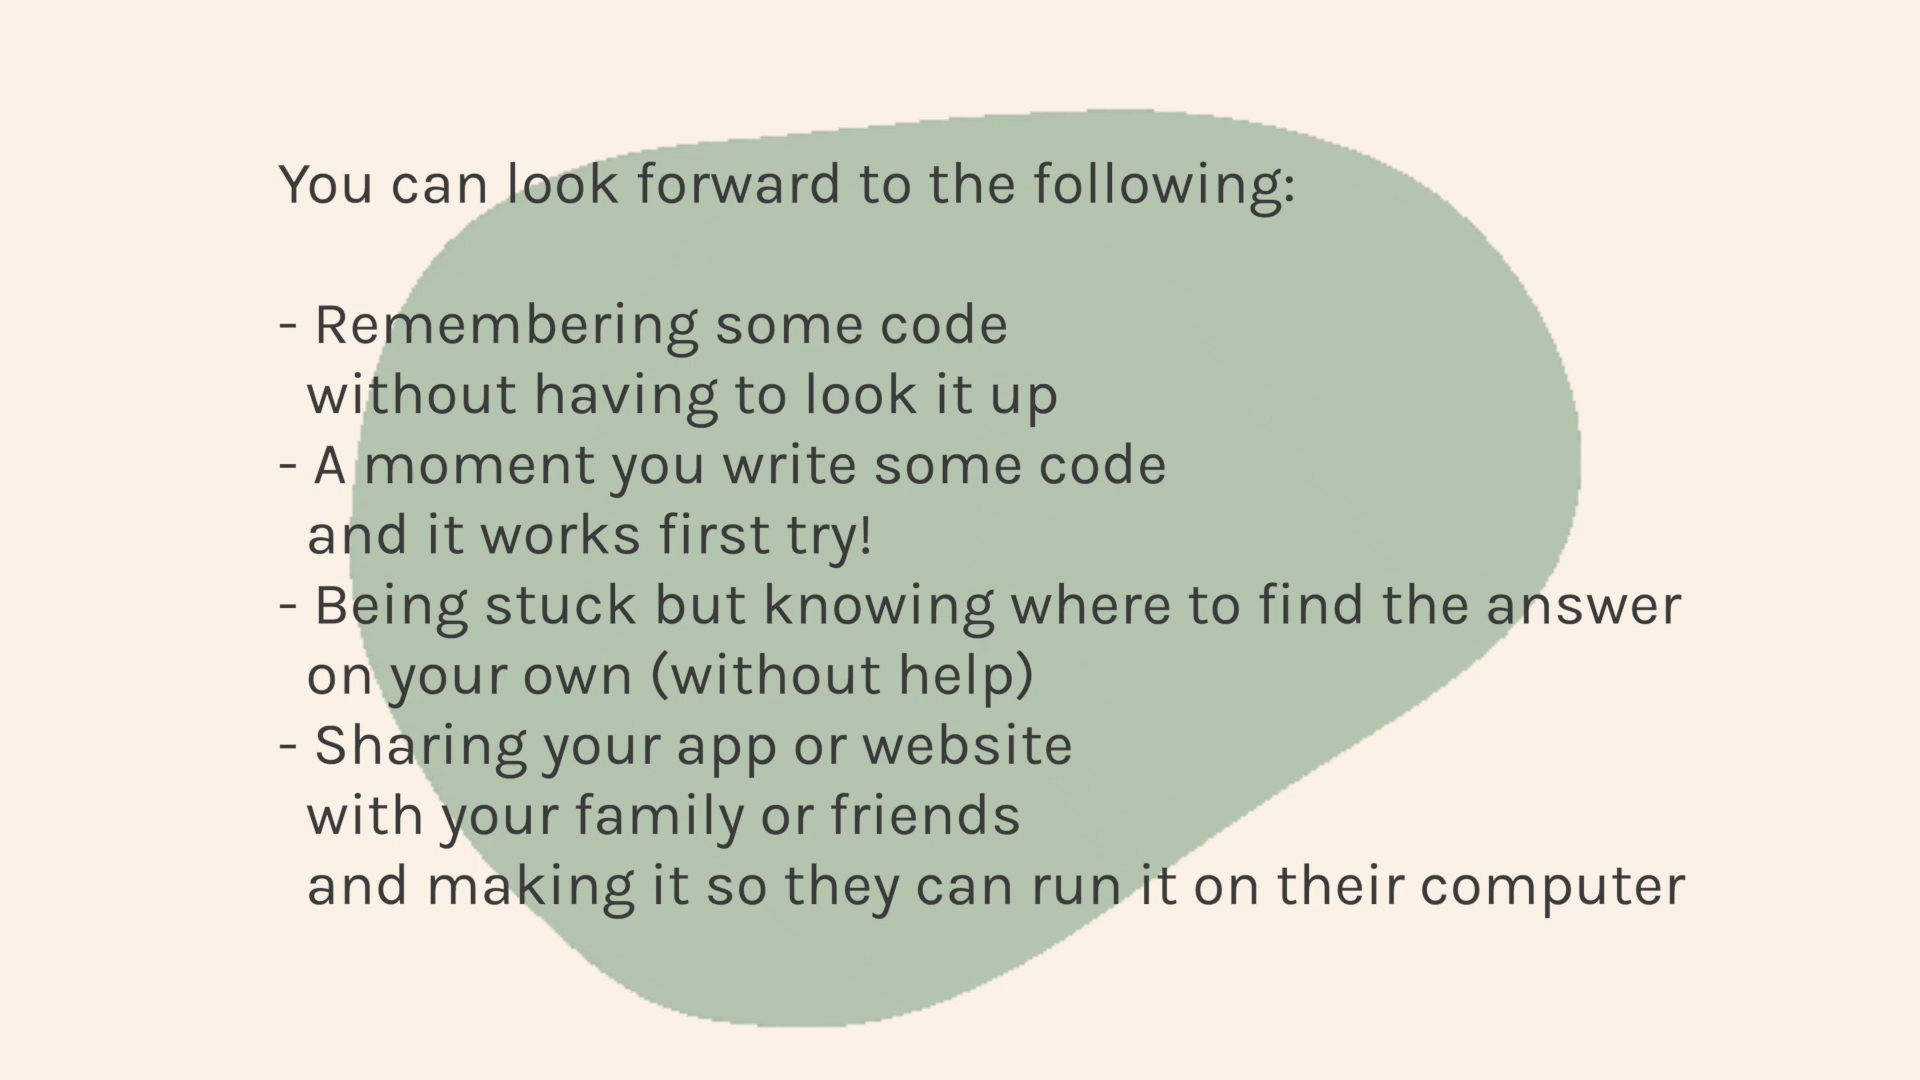 You can look forward to the following:
- Remembering some code
without having to look it up
- A moment you write some code
and it works first try!
- Being stuck but knowing where to find the answer
on your own (without help)
- Sharing your app or website
with your family or friends
and making it so they can run it on their computer